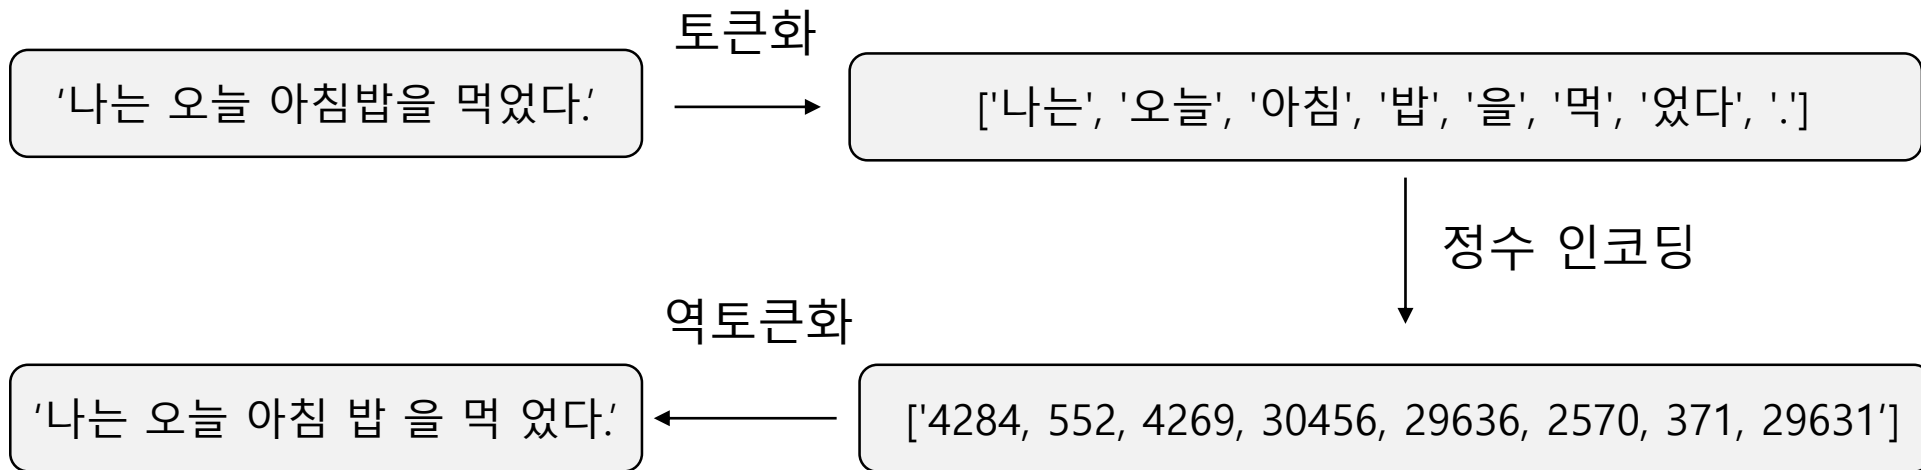 토큰화
‘나는 오늘 아침밥을 먹었다.’
['나는', '오늘', '아침', '밥', '을', '먹', '었다', '.']
정수 인코딩
역토큰화
‘나는 오늘 아침 밥 을 먹 었다.’
['4284, 552, 4269, 30456, 29636, 2570, 371, 29631‘]